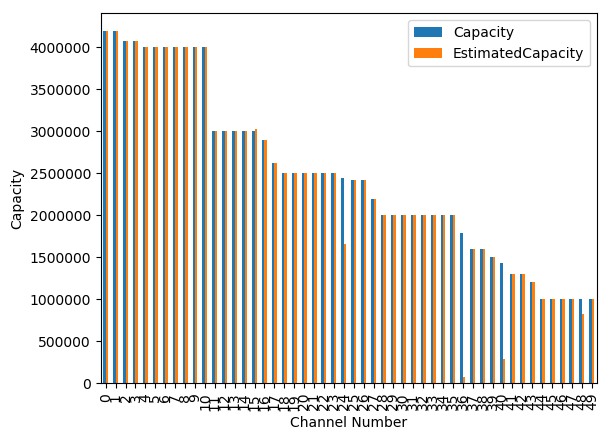 Capacity
EstimatedCapacity
4000000
3500000
3000000
2500000
2000000
1500000
1000000
500000
0
Capacity
0 1 2 3 4 5 6 7 8 9 10 11 12 13 14 15 16 17 18 19 20 21 22 23 24 25 26 27 28 29 30 31 32 33 34 35 36 37 38 39 40 41 42 43 44 45 46 47 48 49
Channel Number